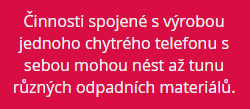 Činnosti spojené s výrobou
jednoho chytrého telefonu s
sebou mohou nést až tunu
různých odpadních materiálů.